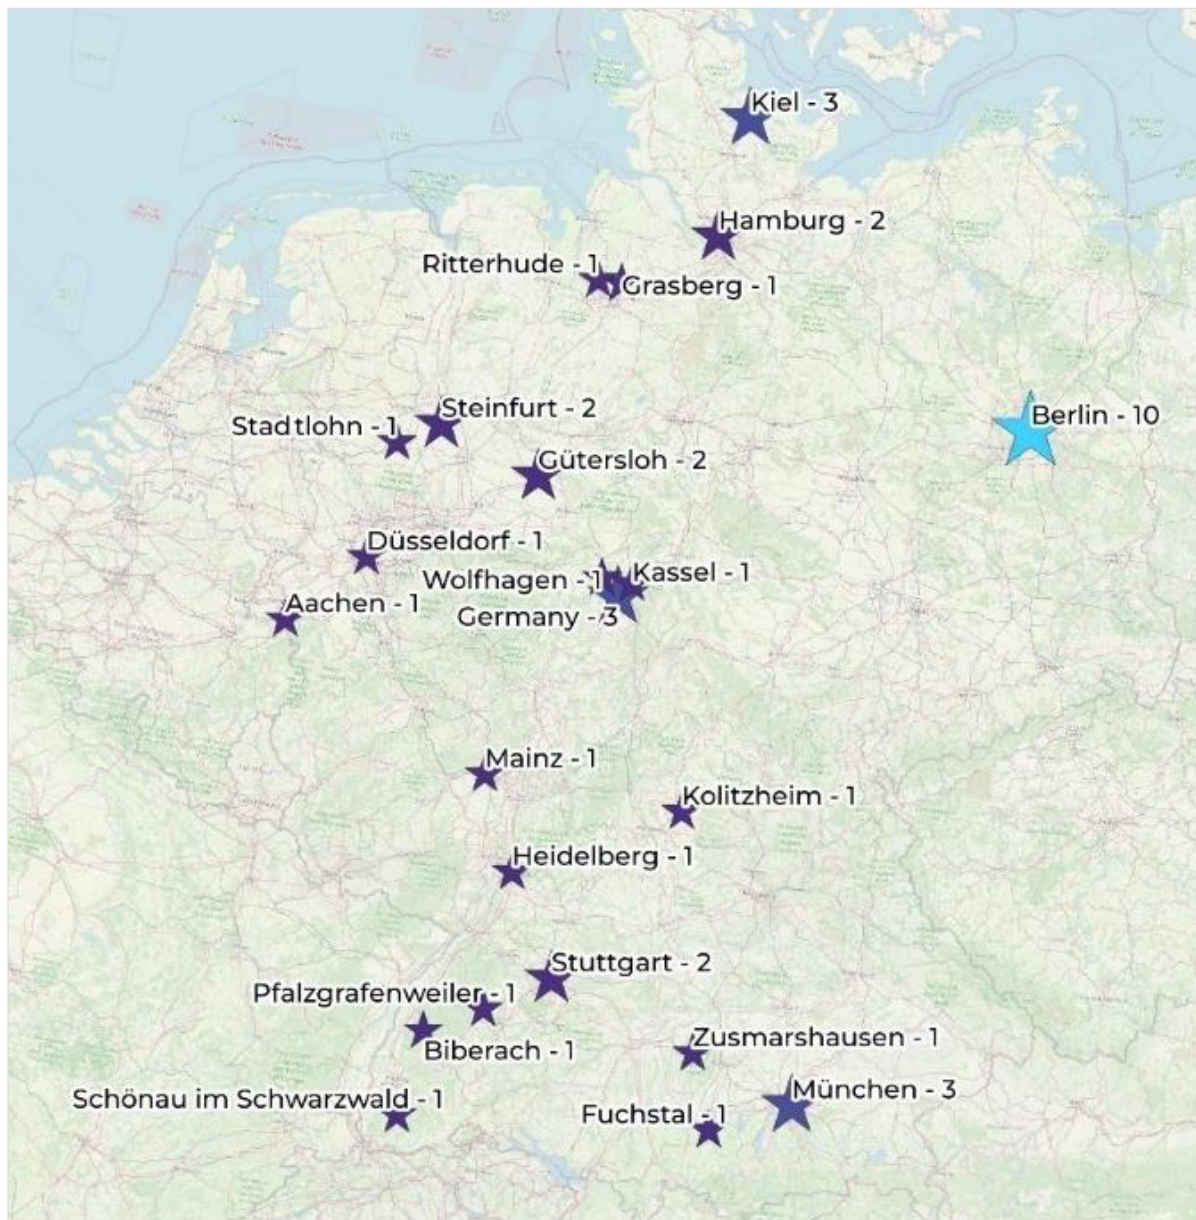 Kiel - 3
Hamburg - 2
Ritterhude - 1
Grasberg - 1
Steinfurt - 2
Stadtlohn - 1
Berlin - 10
Gütersloh - 2
Düsseldorf - 1
Wolfhagen - 1
Kassel - 1
Aachen - 1
Germany - 3
Mainz - 1
Kolitzheim - 1
Heidelberg - 1
Stuttgart - 2
Pfalzgrafenweiler - 1
Biberach - 1
Zusmarshausen - 1
München - 3
Schönau im Schwarzwald - 1
Fuchstal - 1